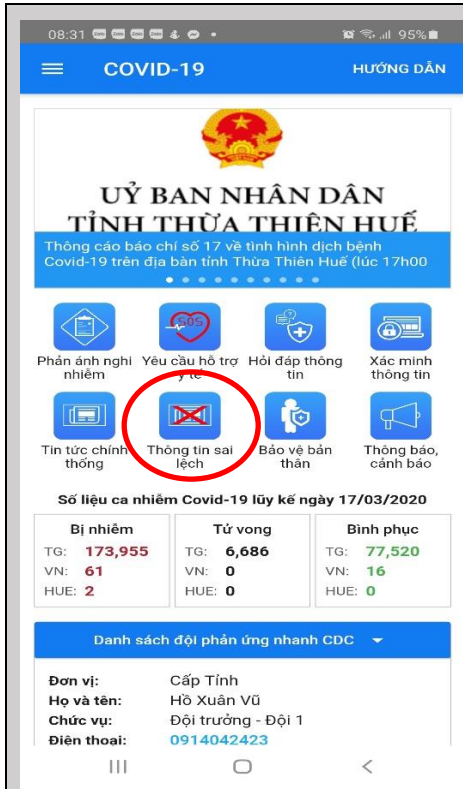 08:31
95%
COVID-19
HƯỚNG DẪN
UỶ BAN NHÂN DÂN
TỈNH THỪA THIÊN HUẾ
Thông cáo báo chí số 17 về tình hình dịch bệnh
Covid-19 trên địa bàn tỉnh Thừa Thiên Huế (lúc 17h00
SOS
Phản ánh nghi
nhiễm
Yêu cầu hỗ trợ
y tế
Hỏi đáp thông
tin
Xác minh
thông tin
Tin tức chính
thống
Thông tin sai
lệch
Bảo vệ bản
thân
Thông báo,
cảnh báo
Số liệu ca nhiễm Covid-19 lũy kế ngày 17/03/2020
Bị nhiễm
TG: 173,955
VN: 61
HUE: 2
Tử vong
TG: 6,686
VN: 0
HUE: 0
Bình phục
TG: 77,520
VN: 16
HUE: 0
Danh sách đội phản ứng nhanh CDC
Đơn vị: Cấp Tỉnh
Họ và tên: Hồ Xuân Vũ
Chức vụ: Đội trưởng - Đội 1
Điện thoại: 0914042423